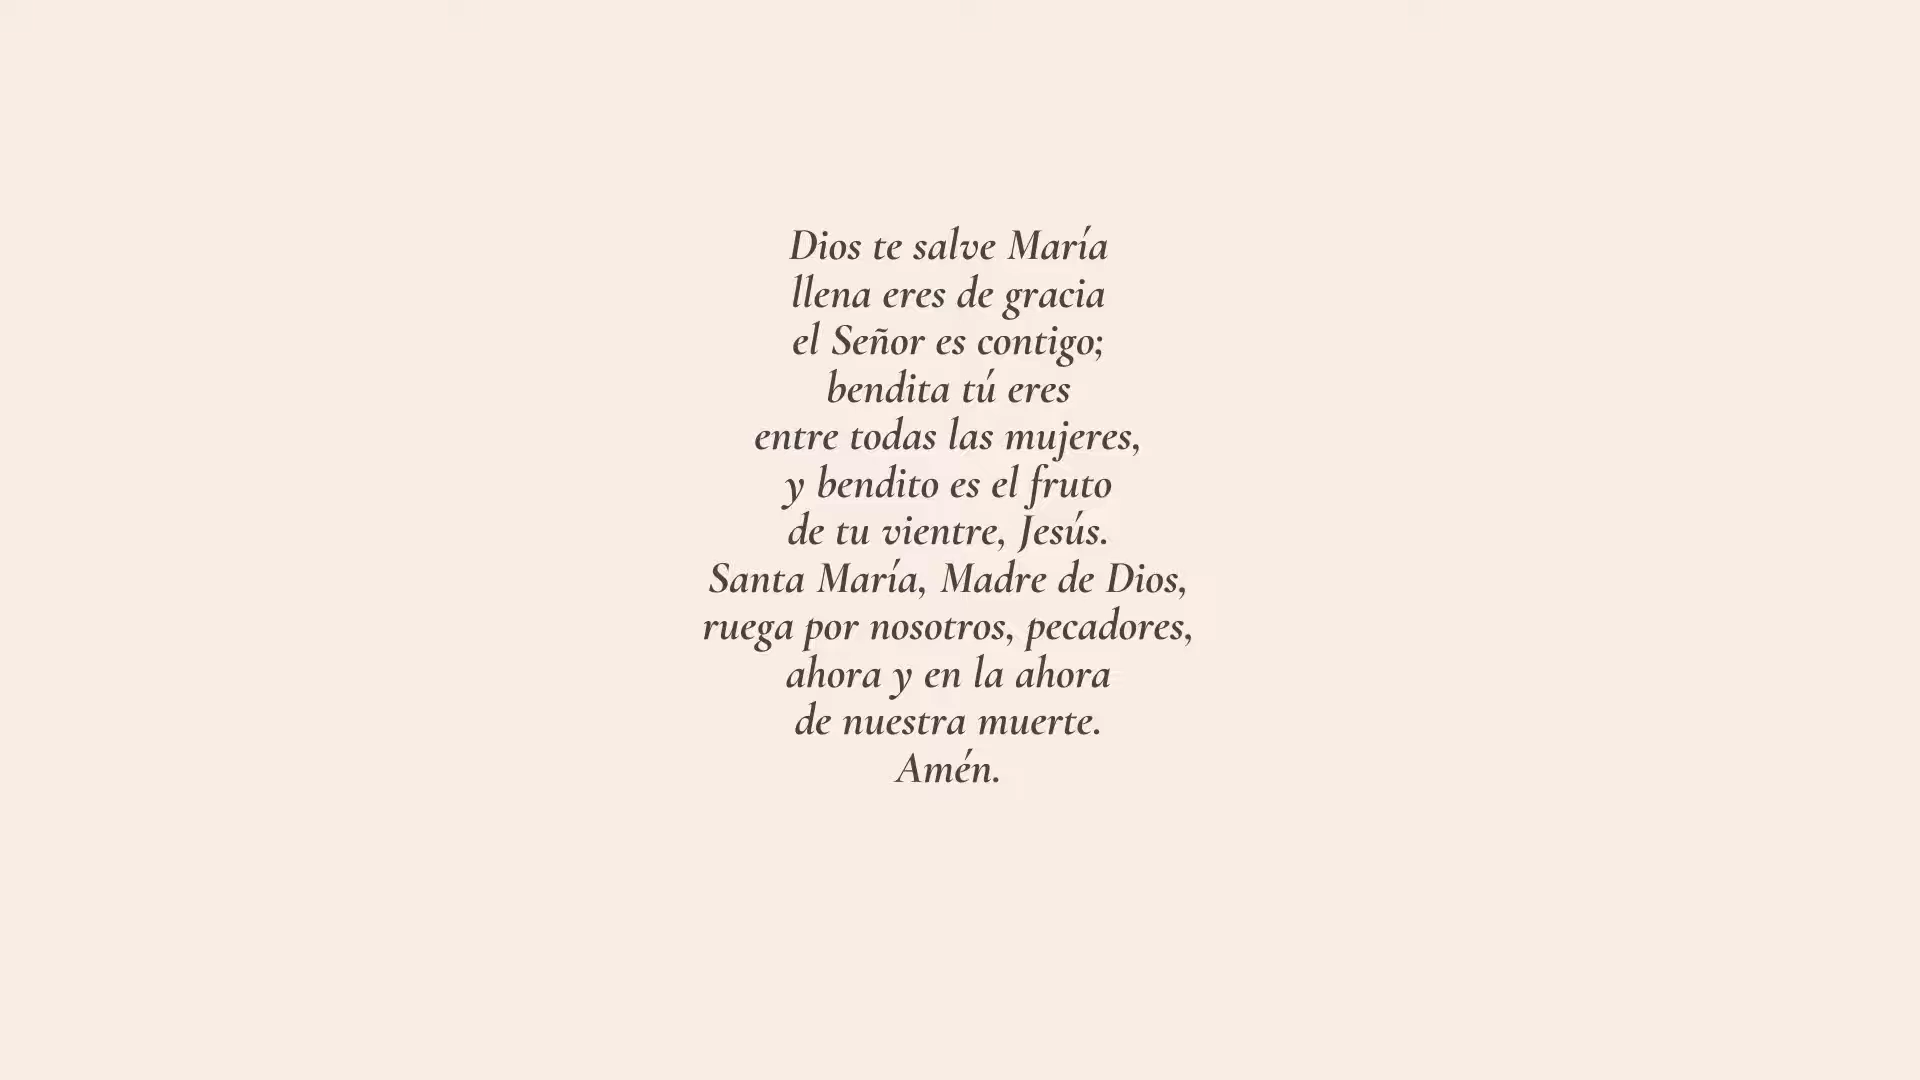 Dios te salve María
llena eres de gracia
el Señor es contigo;
bendita tú eres
entre todas las mujeres,
y bendito es el fruto
de tu vientre, Jesús.
Santa María, Madre de Dios,
ruega por nosotros, pecadores,
ahora y en la ahora
de nuestra muerte.
Amén.